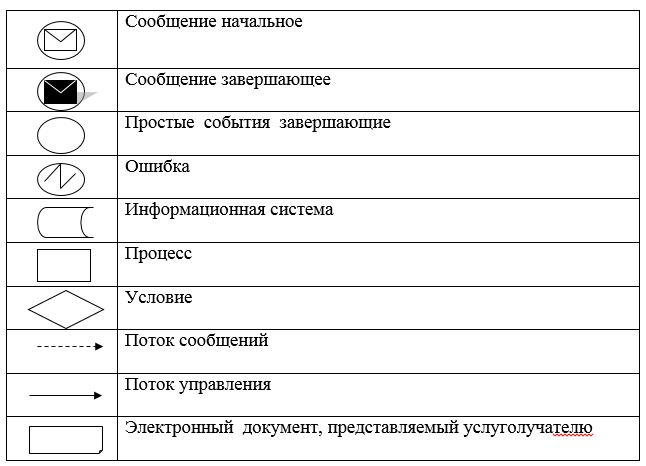 Сообщение начальное
Сообщение завершающее
Простые события завершающие
Ошибка
Информационная система
Процесс
Условие
Поток сообщений
Поток управления
Электронный документ, представляемый услуголучателю